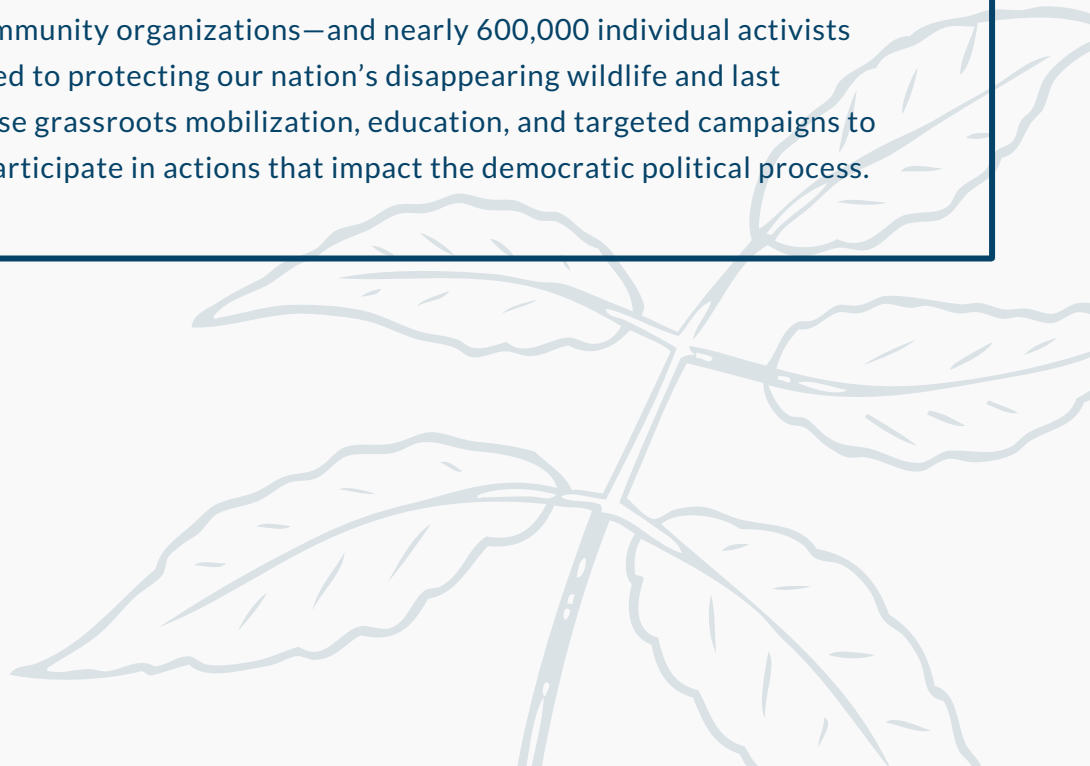 mmunity organizations—and nearly 600,000 individual activists
ed to protecting our nation’s disappearing wildlife and last
se grassroots mobilization, education, and targeted campaigns to
articipate in actions that impact the democratic political process.